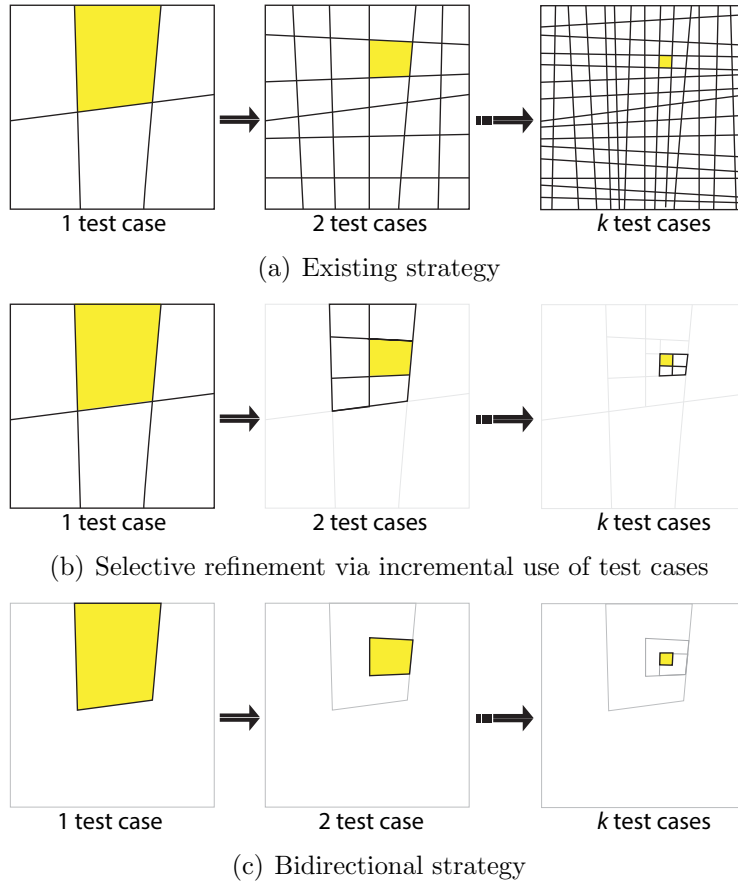 1 test case 2 test cases k test cases
(a) Existing strategy
1 test case 2 test cases k test cases
(b) Selective refinement via incremental use of test cases
1 test case 2 test case k test cases
(c) Bidirectional strategy